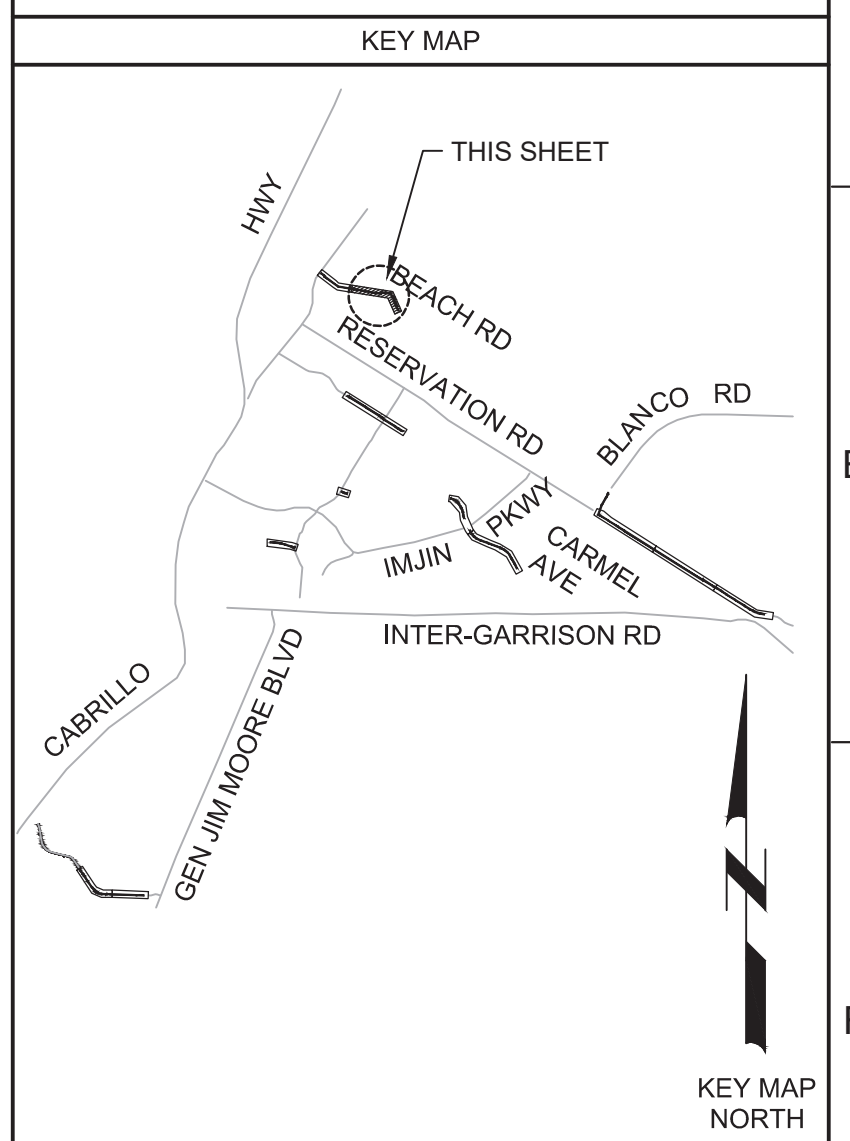 KEY MAP
THIS SHEET
HWY
BEACH RD
RESERVATION RD
BLANCO RD
PKWY
CARMEL
AVE
IMJIN
INTER-GARRISON RD
CABRILLO
GEN JIM MOORE BLVD
N
KEY MAP
NORTH